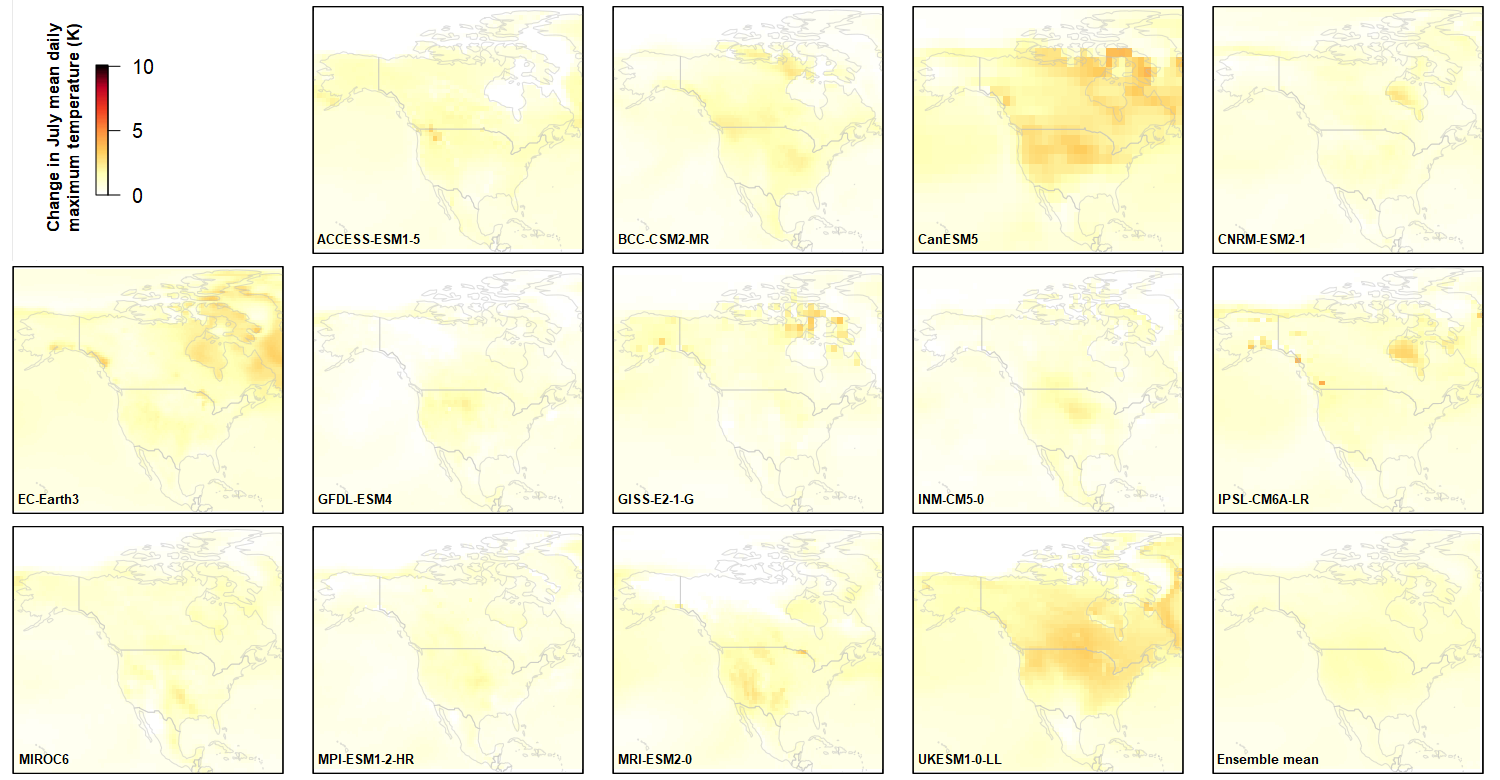 Change in July mean daily
maximum temperature (K)
10
5
0
ACCESS-ESM1-5
BCC-CSM2-MR
CanESM5
CNRM-ESM2-1
EC-Earth3
GFDL-ESM4
GISS-E2-1-G
INM-CM5-0
IPSL-CM6A-LR
MIROC6
MPI-ESM1-2-HR
MRI-ESM2-0
UKESM1-0-LL
Ensemble mean